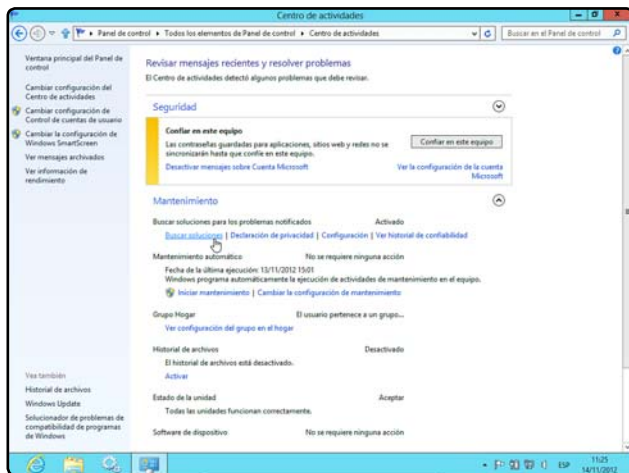 Centro de actividades
Panel de control ▸ Todos los elementos de Panel de control ▸ Centro de actividades
Buscar en el Panel de control
Ventana principal del Panel de
control
Cambiar configuración del
Centro de actividades
Cambiar configuración de
Control de cuentas de usuario
Cambiar la configuración de
Windows SmartScreen
Ver mensajes archivados
Ver información de
rendimiento
Vea también
Historial de archivos
Windows Update
Solucionador de problemas de
compatibilidad de programas
de Windows
Revisar mensajes recientes y resolver problemas
El Centro de actividades detectó algunos problemas que debe revisar.
Seguridad
Confiar en este equipo
Las contraseñas guardadas para aplicaciones, sitios web y redes no se
sincronizarán hasta que confíe en este equipo.
Confiar en este equipo
Desactivar mensajes sobre Cuenta Microsoft
Ver la configuración de la cuenta
Microsoft
Mantenimiento
Buscar soluciones para los problemas notificados Activado
Buscar soluciones | Declaración de privacidad | Configuración | Ver historial de confiabilidad
Mantenimiento automático No se requiere ninguna acción
Fecha de la última ejecución: 13/11/2012 15:01
Windows programa automáticamente la ejecución de actividades de mantenimiento en el equipo.
Iniciar mantenimiento | Cambiar la configuración de mantenimiento
Grupo Hogar El usuario pertenece a un grupo...
Ver configuración del grupo en el hogar
Historial de archivos Desactivado
El historial de archivos está desactivado.
Activar
Estado de la unidad Aceptar
Todas las unidades funcionan correctamente.
Software de dispositivo No se requiere ninguna acción
ESP
11:25
14/11/2012